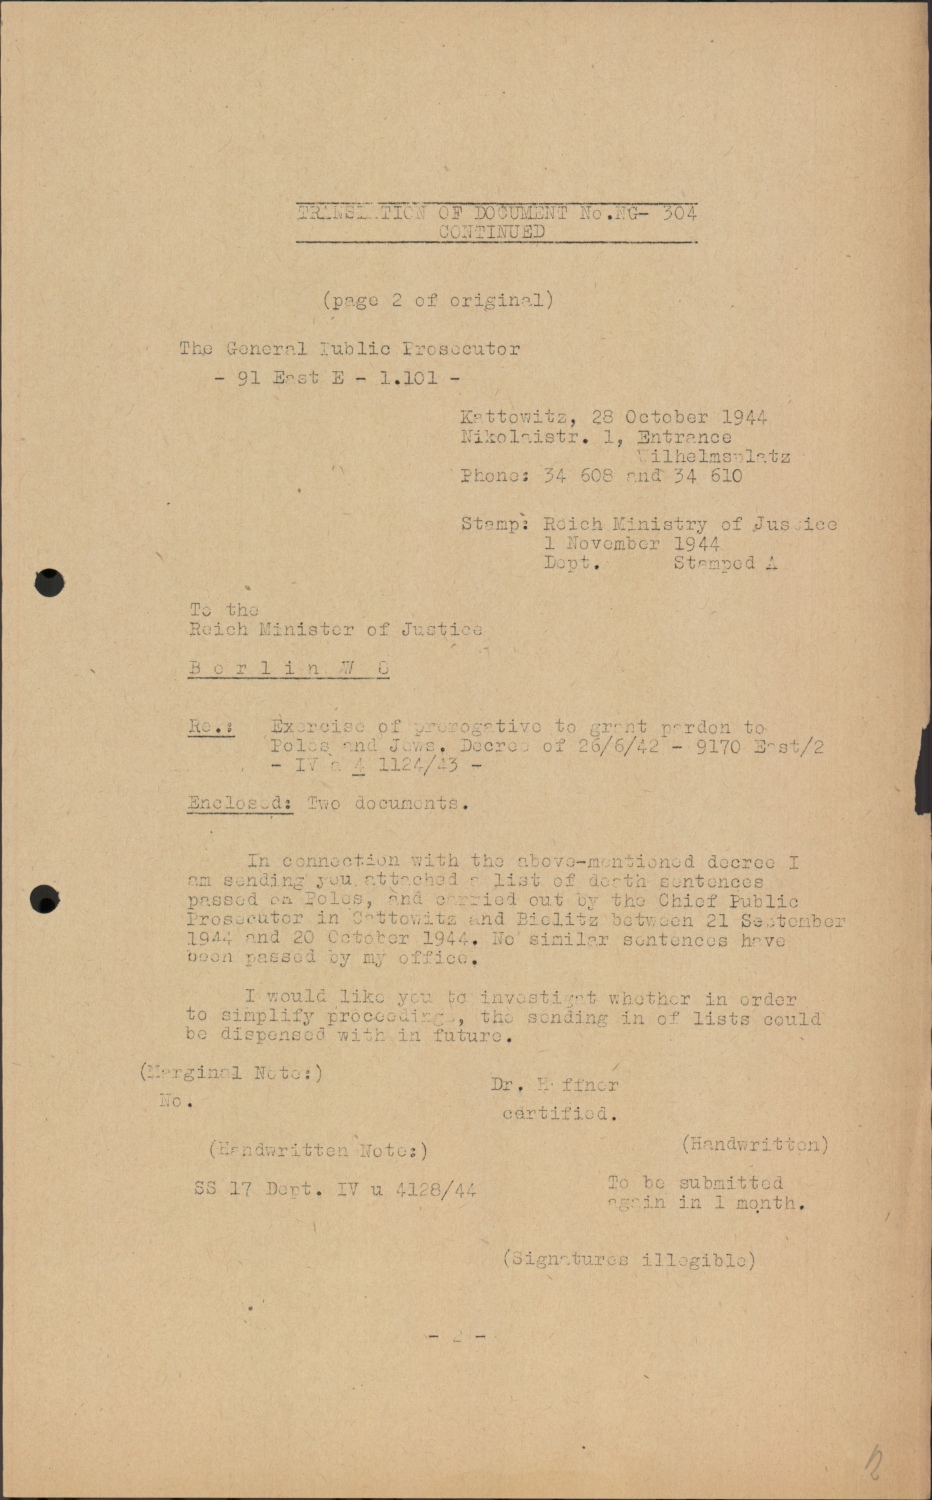 TRANSLATION OF DOCUMENT No.NG- 304
CONTINUED
(page 2 of original)
The General Public Prosecutor
- 91 East E - 1.101 -
Kattowitz, 28 October 1944
Nikolaistr. 1, Entrance
Wilhelmsplatz
Phone: 34 608 and 34 610
Stamp: Reich Ministry of Justice
1 November 1944
Dept. Stamped A
To the
Reich Minister of Justice
B e r l i n W 8
Re.: Exercise of prerogative to grant pardon to
Poles and Jews. Decree of 26/6/42 - 9170 East/2
- IV a 4 1124/43 -
Enclosed: Two documents.
In connection with the above-mentioned decree I
am sending you attached a list of death sentences
passed on Poles, and carried out by the Chief Public
Prosecutor in Cattowitz and Bielitz between 21 September
1944 and 20 October 1944. No similar sentences have
been passed by my office.
I would like you to investigat whether in order
to simplify proceedings, the sending in of lists could
be dispensed with in future.
(Marginal Note:)
No.
Dr. Haffner
certified.
(Handwritten Note:)
SS 17 Dept. IV u 4128/44
(Handwritten)
To be submitted
again in 1 month.
(Signatures illegible)
- 2 -